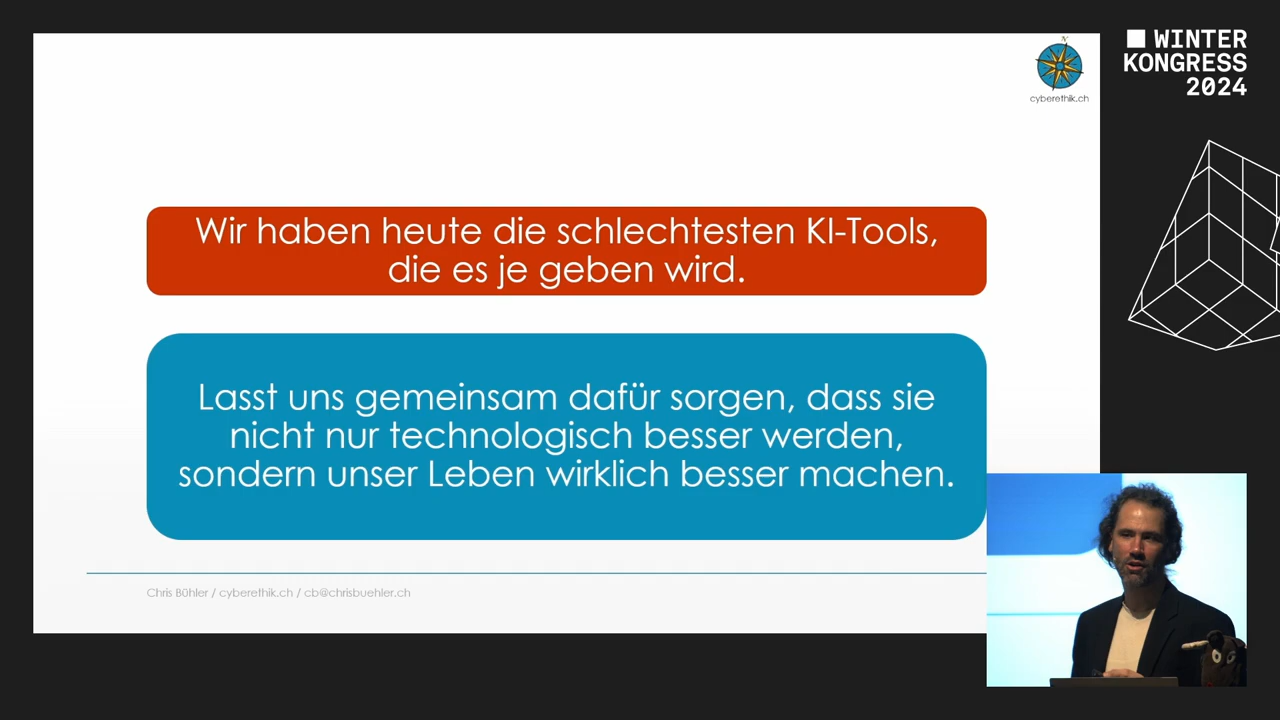 N
cyberethik.ch
WINTER
KONGRESS
2024
Wir haben heute die schlechtesten KI-Tools,
die es je geben wird.
Lasst uns gemeinsam dafür sorgen, dass sie
nicht nur technologisch besser werden,
sondern unser Leben wirklich besser machen.
Chris Bühler / cyberethik.ch / cb@chrisbuehler.ch